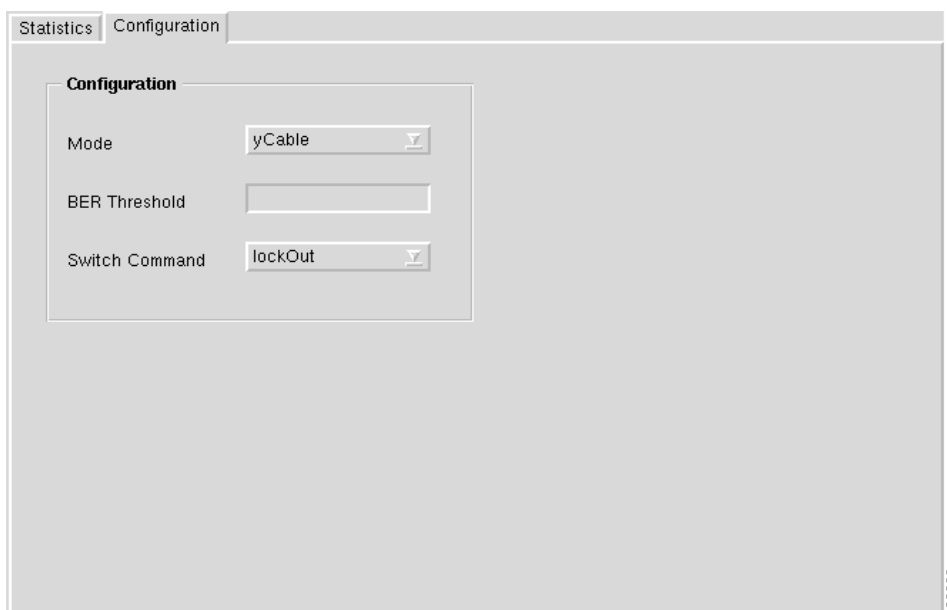 Statistics Configuration
Configuration
Mode yCable
BER Threshold
Switch Command lockOut